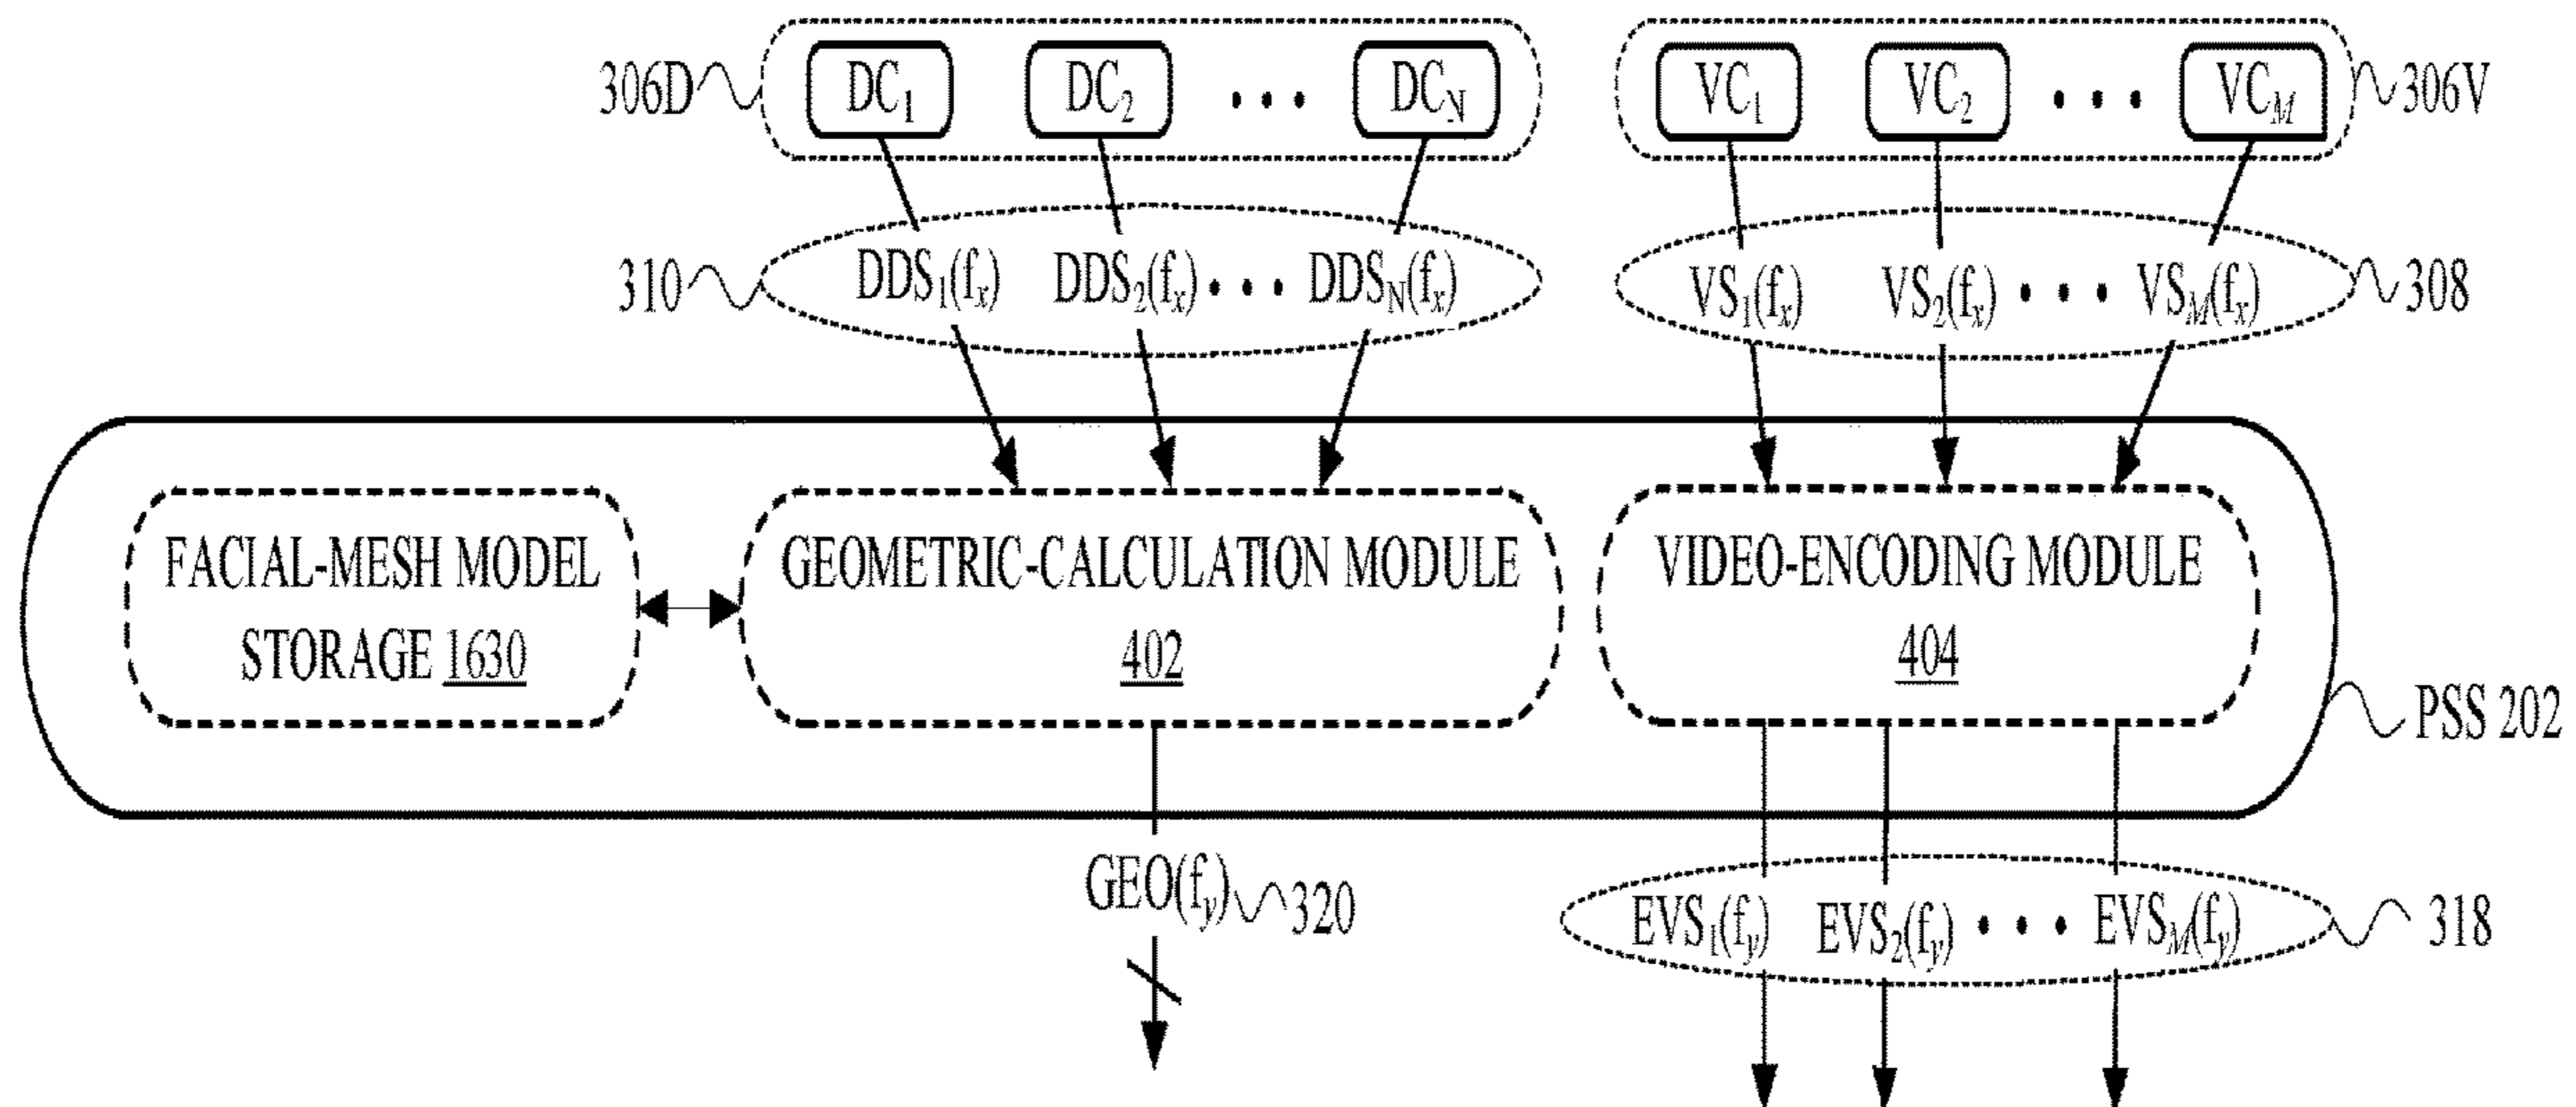 306D DC1 DC2 • • • DCN VC1 VC2 • • • VCM 306V
310 DDS1(fx) DDS2(fx) • • • DDSN(fx) VS1(fx) VS2(fx) • • • VSM(fx) 308
FACIAL-MESH MODEL
STORAGE 1630
GEOMETRIC-CALCULATION MODULE
402
VIDEO-ENCODING MODULE
404
PSS 202
GEO(fy) 320
EVS1(fy) EVS2(fy) • • • EVSM(fy) 318